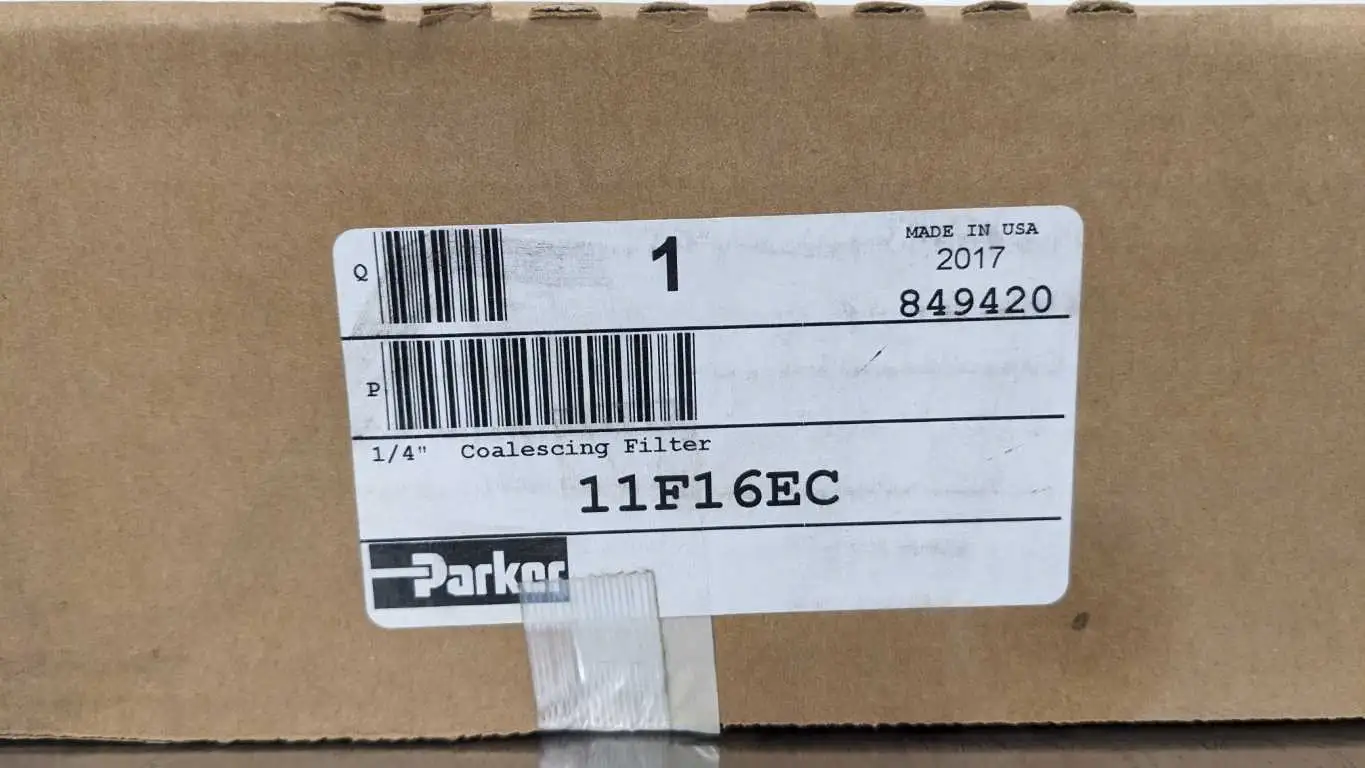 Q 1 MADE IN USA
2017
849420
P
1/4" Coalescing Filter
11F16EC
Parker